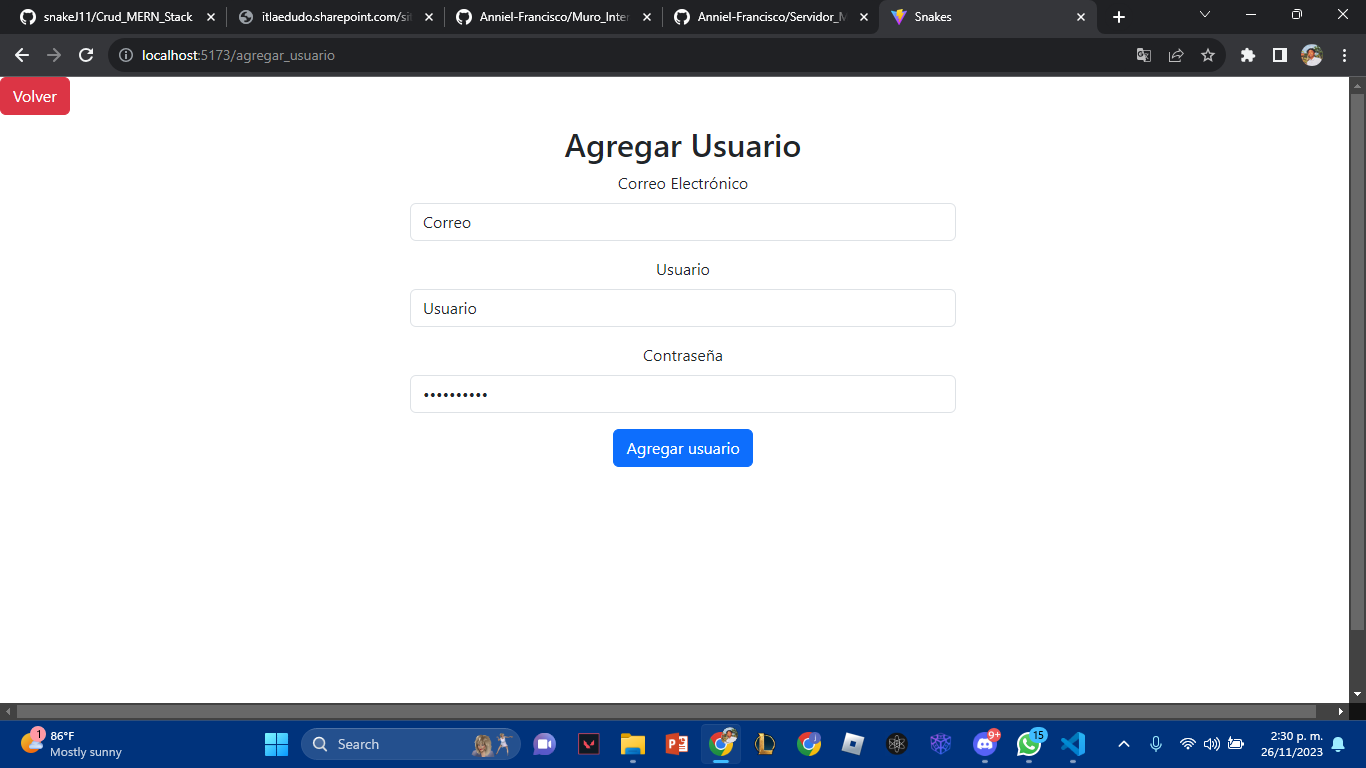 snakeJ11/Crud_MERN_Stack
itlaedudo.sharepoint.com/si
Anniel-Francisco/Muro_Inter
Anniel-Francisco/Servidor_M
Snakes
localhost:5173/agregar_usuario
Volver
Agregar Usuario
Correo Electrónico
Correo
Usuario
Usuario
Contraseña
••••••••••
Agregar usuario
1
86°F
Mostly sunny
Search
9+
15
2:30 p. m.
26/11/2023